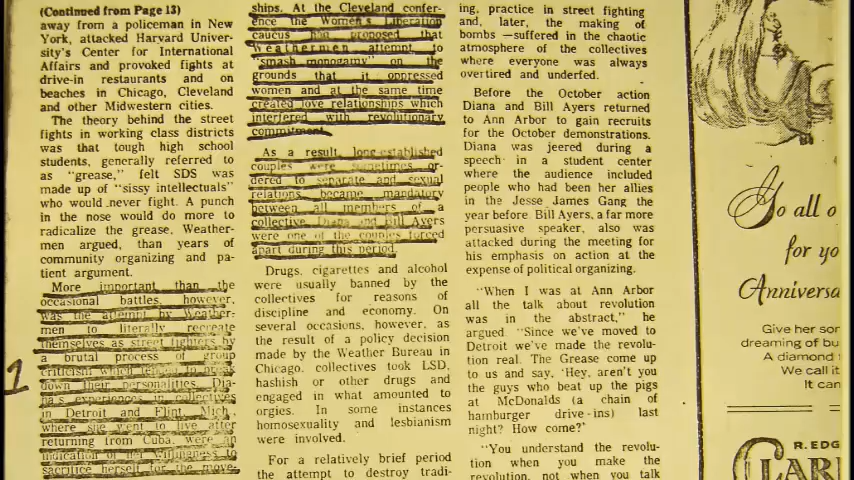 (Continued from Page 13)
away from a policeman in New
York, attacked Harvard Univer-
sity's Center for International
Affairs and provoked fights at
drive-in restaurants and on
beaches in Chicago, Cleveland
and other Midwestern cities.
The theory behind the street
fights in working class districts
was that tough high school
students, generally referred to
as "grease," felt SDS was
made up of "sissy intellectuals"
who would never fight. A punch
in the nose would do more to
radicalize the grease, Weather-
men argued, than years of
community organizing and pa-
tient argument.
More important than the
occasional battles, however,
was the attempt by Weather-
men to literally recreate
themselves as street fighters by
a brutal process of group
criticism which tended to break
down their personalities. Dia-
na's experiences in collectives
in Detroit and Flint, Mich.,
where she went to live after
returning from Cuba, were an
indication of her willingness to
sacrifice herself for the move-
1
ships. At the Cleveland confer-
ence the Women's Liberation
caucus had proposed that
Weathermen attempt to
"smash monogamy" on the
grounds that it oppressed
women and at the same time
created love relationships which
interfered with revolutionary
commitment.
As a result, long-established
couples were sometimes or-
dered to separate and sexual
relations became mandatory
between all members of a
collective. Diana and Bill Ayers
were one of the couples forced
apart during this period.
Drugs, cigarettes and alcohol
were usually banned by the
collectives for reasons of
discipline and economy. On
several occasions, however, as
the result of a policy decision
made by the Weather Bureau in
Chicago, collectives took LSD,
hashish or other drugs and
engaged in what amounted to
orgies. In some instances
homosexuality and lesbianism
were involved.
For a relatively brief period
the attempt to destroy tradi-
ing, practice in street fighting
and, later, the making of
bombs —suffered in the chaotic
atmosphere of the collectives
where everyone was always
overtired and underfed.
Before the October action
Diana and Bill Ayers returned
to Ann Arbor to gain recruits
for the October demonstrations.
Diana was jeered during a
speech in a student center
where the audience included
people who had been her allies
in the Jesse James Gang the
year before. Bill Ayers, a far more
persuasive speaker, also was
attacked during the meeting for
his emphasis on action at the
expense of political organizing.
"When I was at Ann Arbor
all the talk about revolution
was in the abstract," he
argued. "Since we've moved to
Detroit we've made the revolu-
tion real. The Grease come up
to us and say, 'Hey, aren't you
the guys who beat up the pigs
at McDonalds (a chain of
hamburger drive-ins) last
night? How come?'
"You understand the revolu-
tion when you make the
revolution, not when you talk
So all o
for yo
Anniversa
Give her sor
dreaming of bu
A diamond
We call it
It can
R. EDG
CLAR